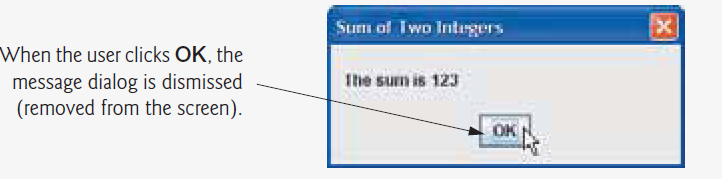 When the user clicks OK, the
message dialog is dismissed
(removed from the screen).
Sum of Two Integers
The sum is 123
OK